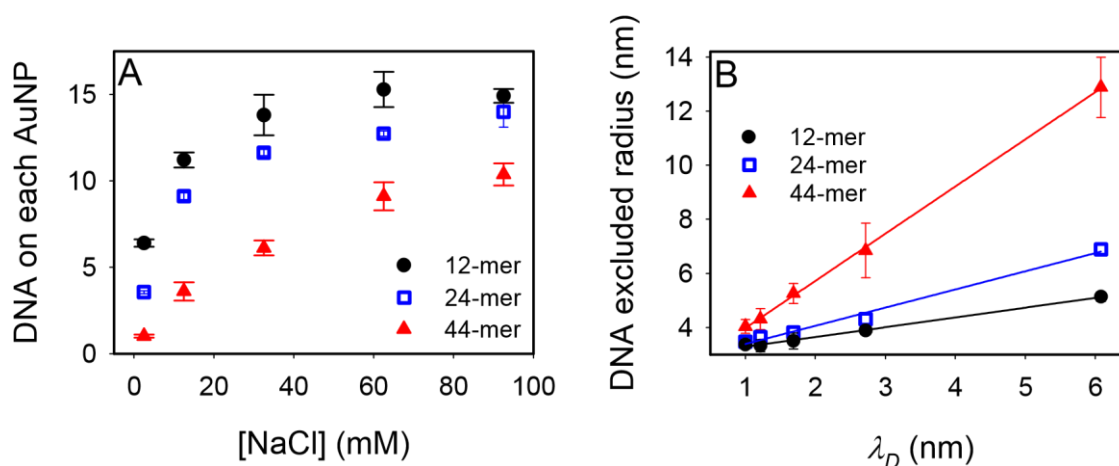 A
DNA on each AuNP
15
10
5
0
12-mer
24-mer
44-mer
0 20 40 60 80 100
[NaCl] (mM)
B
DNA excluded radius (nm)
14
12
10
8
6
4
12-mer
24-mer
44-mer
1 2 3 4 5 6
λD (nm)